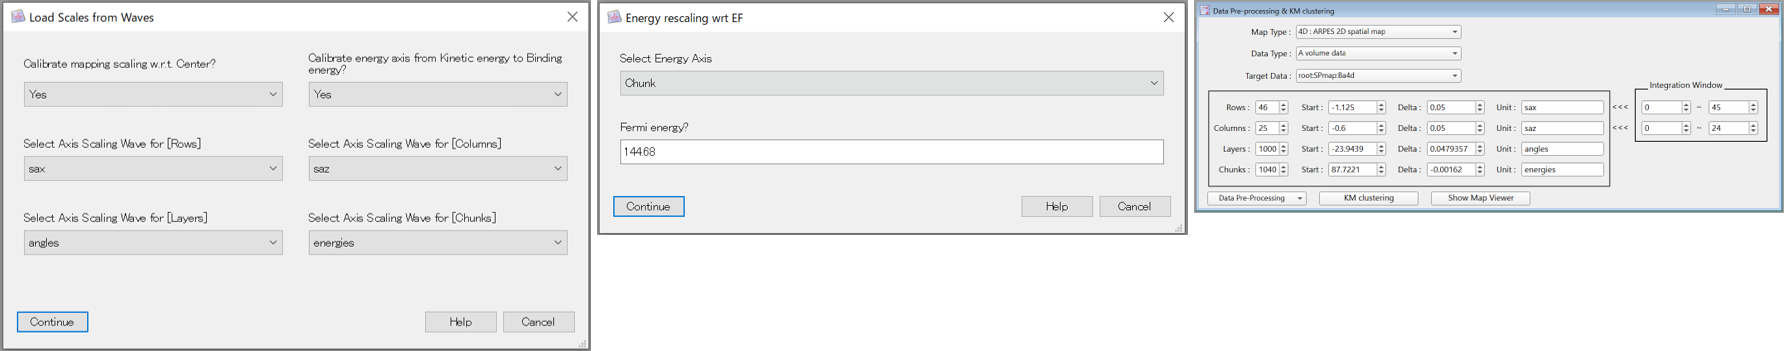 Load Scales from Waves
Calibrate mapping scaling w.r.t. Center?
Calibrate energy axis from Kinetic energy to Binding
energy?
Yes
Yes
Select Axis Scaling Wave for [Rows]
Select Axis Scaling Wave for [Columns]
sax
saz
Select Axis Scaling Wave for [Layers]
Select Axis Scaling Wave for [Chunks]
angles
energies
Continue
Help
Cancel
Energy rescaling wrt EF
Select Energy Axis
Chunk
Fermi energy?
144.68
Continue
Help
Cancel
Data Pre-processing & KM clustering
Map Type : 4D : ARPES 2D spatial map
Data Type : A volume data
Target Data : root:SPmap:Ba4d
Integration Window
Rows : 46 Start : -1.125 Delta : 0.05 Unit : sax <<< 0 ~ 45
Columns : 25 Start : -0.6 Delta : 0.05 Unit : saz <<< 0 ~ 24
Layers : 1000 Start : -23.9439 Delta : 0.0479357 Unit : angles
Chunks : 1040 Start : 87.7221 Delta : -0.00162 Unit : energies
Data Pre-Processing
KM clustering
Show Map Viewer